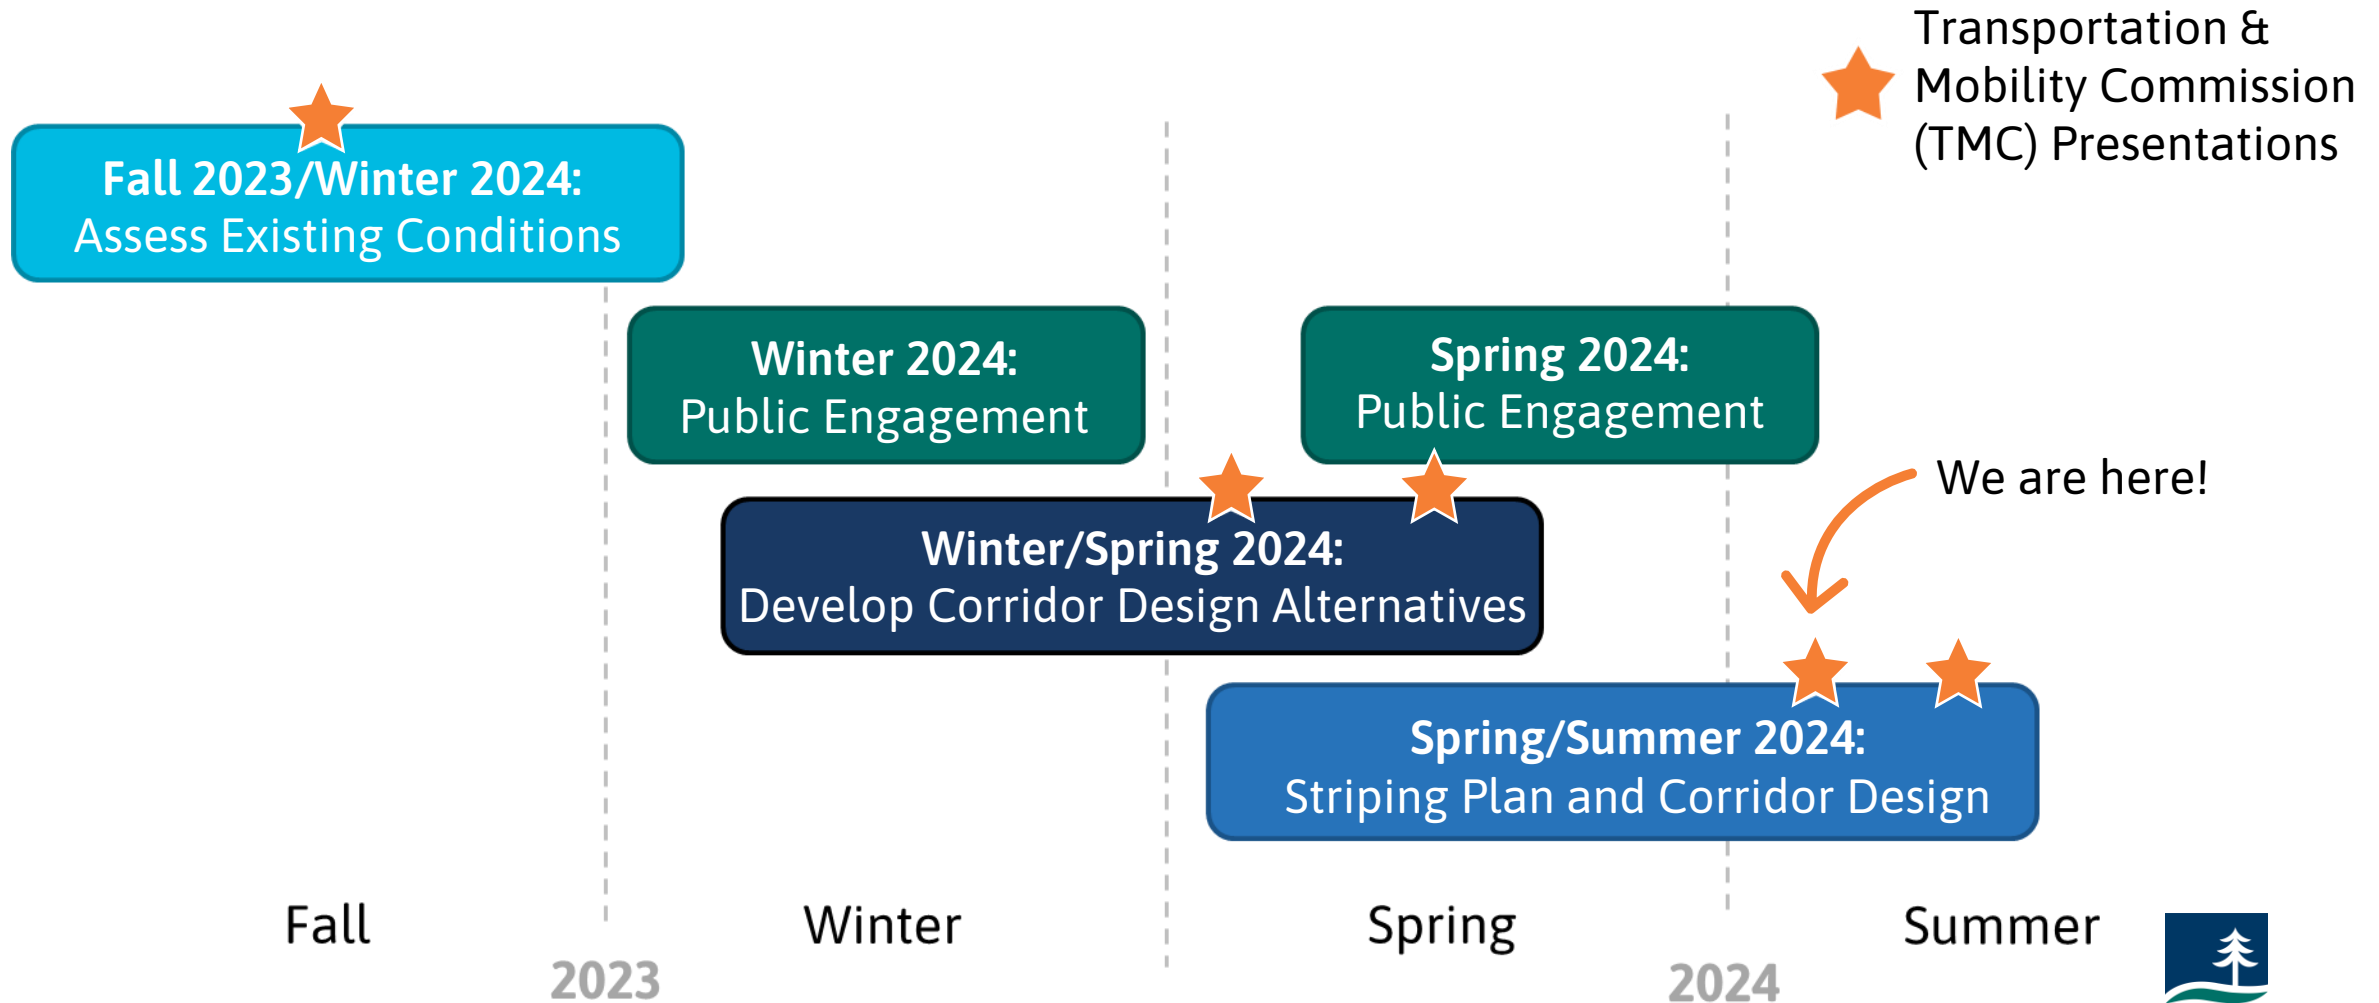 Transportation &
Mobility Commission
(TMC) Presentations
Fall 2023/Winter 2024:
Assess Existing Conditions
Winter 2024:
Public Engagement
Spring 2024:
Public Engagement
We are here!
Winter/Spring 2024:
Develop Corridor Design Alternatives
Spring/Summer 2024:
Striping Plan and Corridor Design
Fall
Winter
Spring
Summer
2023
2024